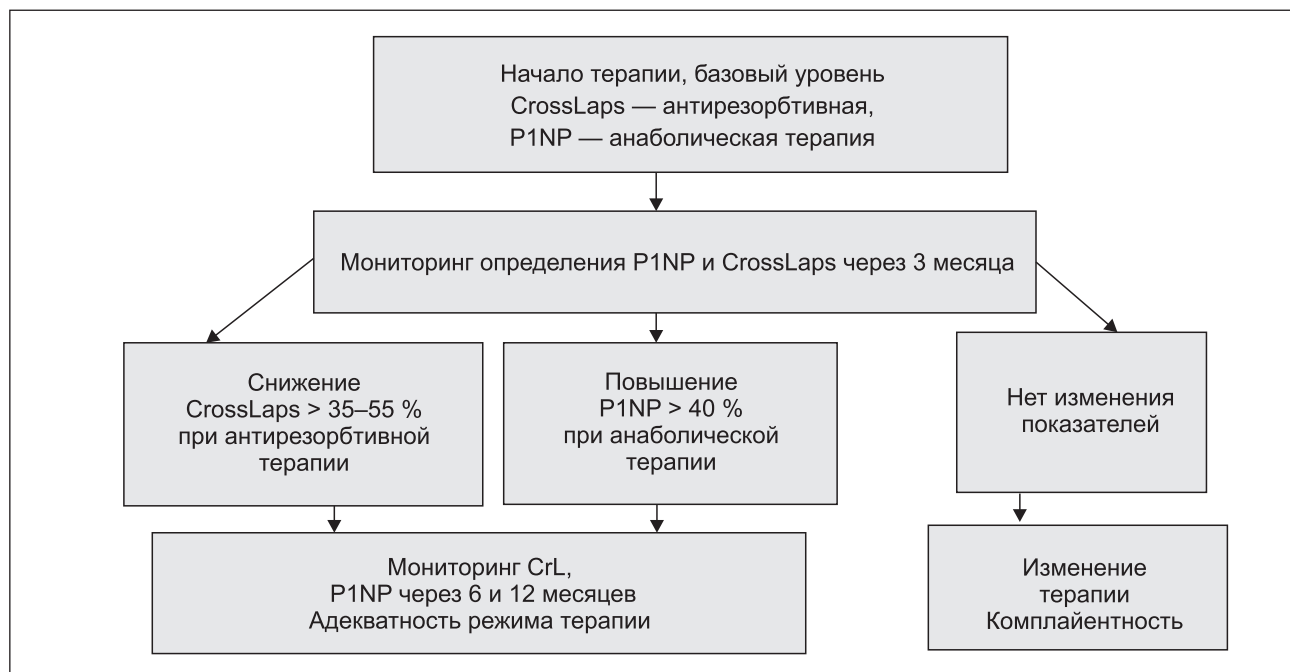 Начало терапии, базовый уровень
CrossLaps — антирезорбтивная,
P1NP — анаболическая терапия
Мониторинг определения P1NP и CrossLaps через 3 месяца
Снижение
CrossLaps > 35–55 %
при антирезорбтивной
терапии
Повышение
P1NP > 40 %
при анаболической
терапии
Нет изменения
показателей
Мониторинг CrL,
P1NP через 6 и 12 месяцев
Адекватность режима терапии
Изменение
терапии
Комплайентность